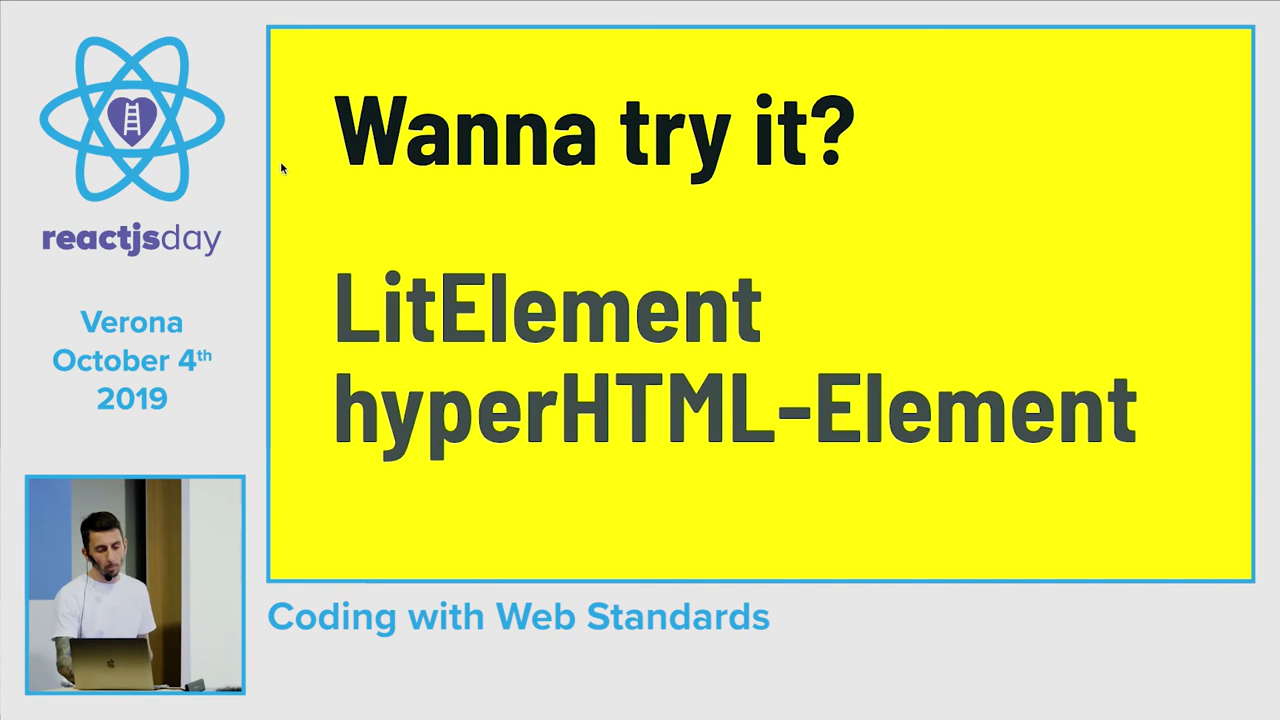 reactjsday
Verona
October 4th
2019
Wanna try it?
LitElement
hyperHTML-Element
Coding with Web Standards